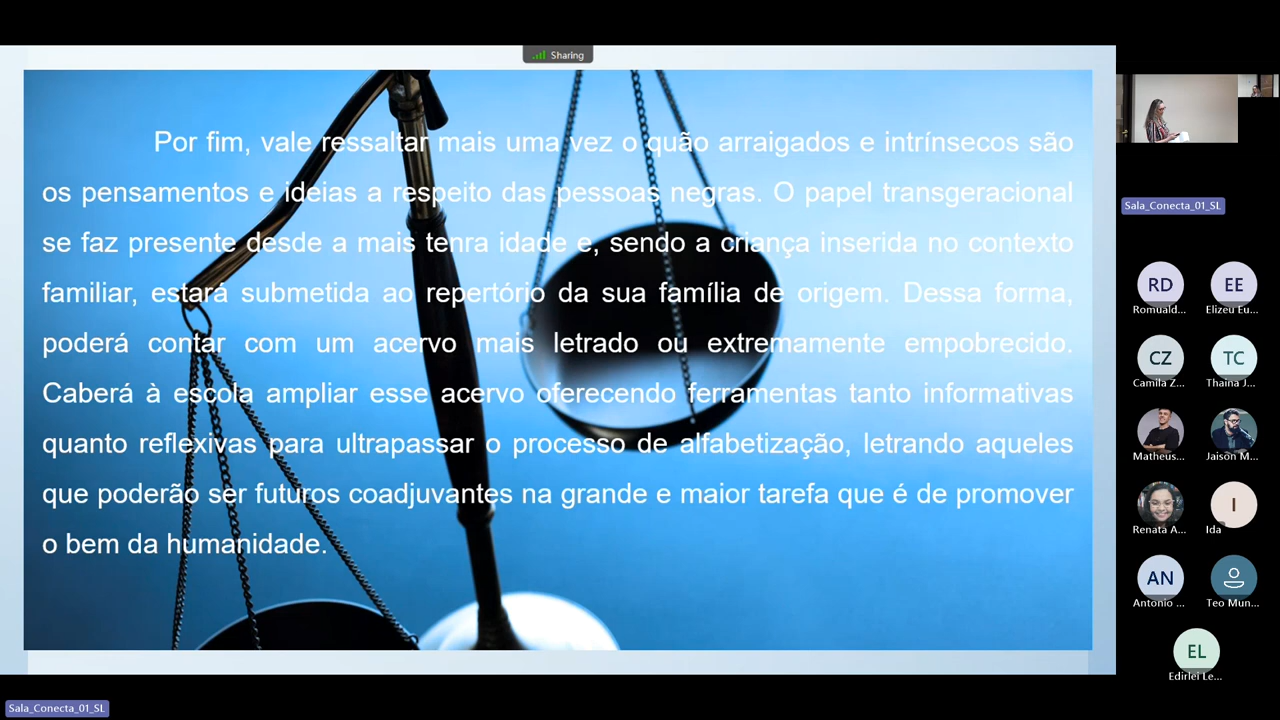 Sharing
Por fim, vale ressaltar mais uma vez o quão arraigados e intrínsecos são
os pensamentos e ideias a respeito das pessoas negras. O papel transgeracional
se faz presente desde a mais tenra idade e, sendo a criança inserida no contexto
familiar, estará submetida ao repertório da sua família de origem. Dessa forma,
poderá contar com um acervo mais letrado ou extremamente empobrecido.
Caberá à escola ampliar esse acervo oferecendo ferramentas tanto informativas
quanto reflexivas para ultrapassar o processo de alfabetização, letrando aqueles
que poderão ser futuros coadjuvantes na grande e maior tarefa que é de promover
o bem da humanidade.
Sala_Conecta_01_SL
RD
EE
Romuald...
Elizeu Eu...
CZ
TC
Camila Z...
Thaina J...
Matheus...
Jaison M...
I
Renata A...
Ida
AN
Antonio ...
Teo Mun...
EL
Edirlei Le...
Sala_Conecta_01_SL